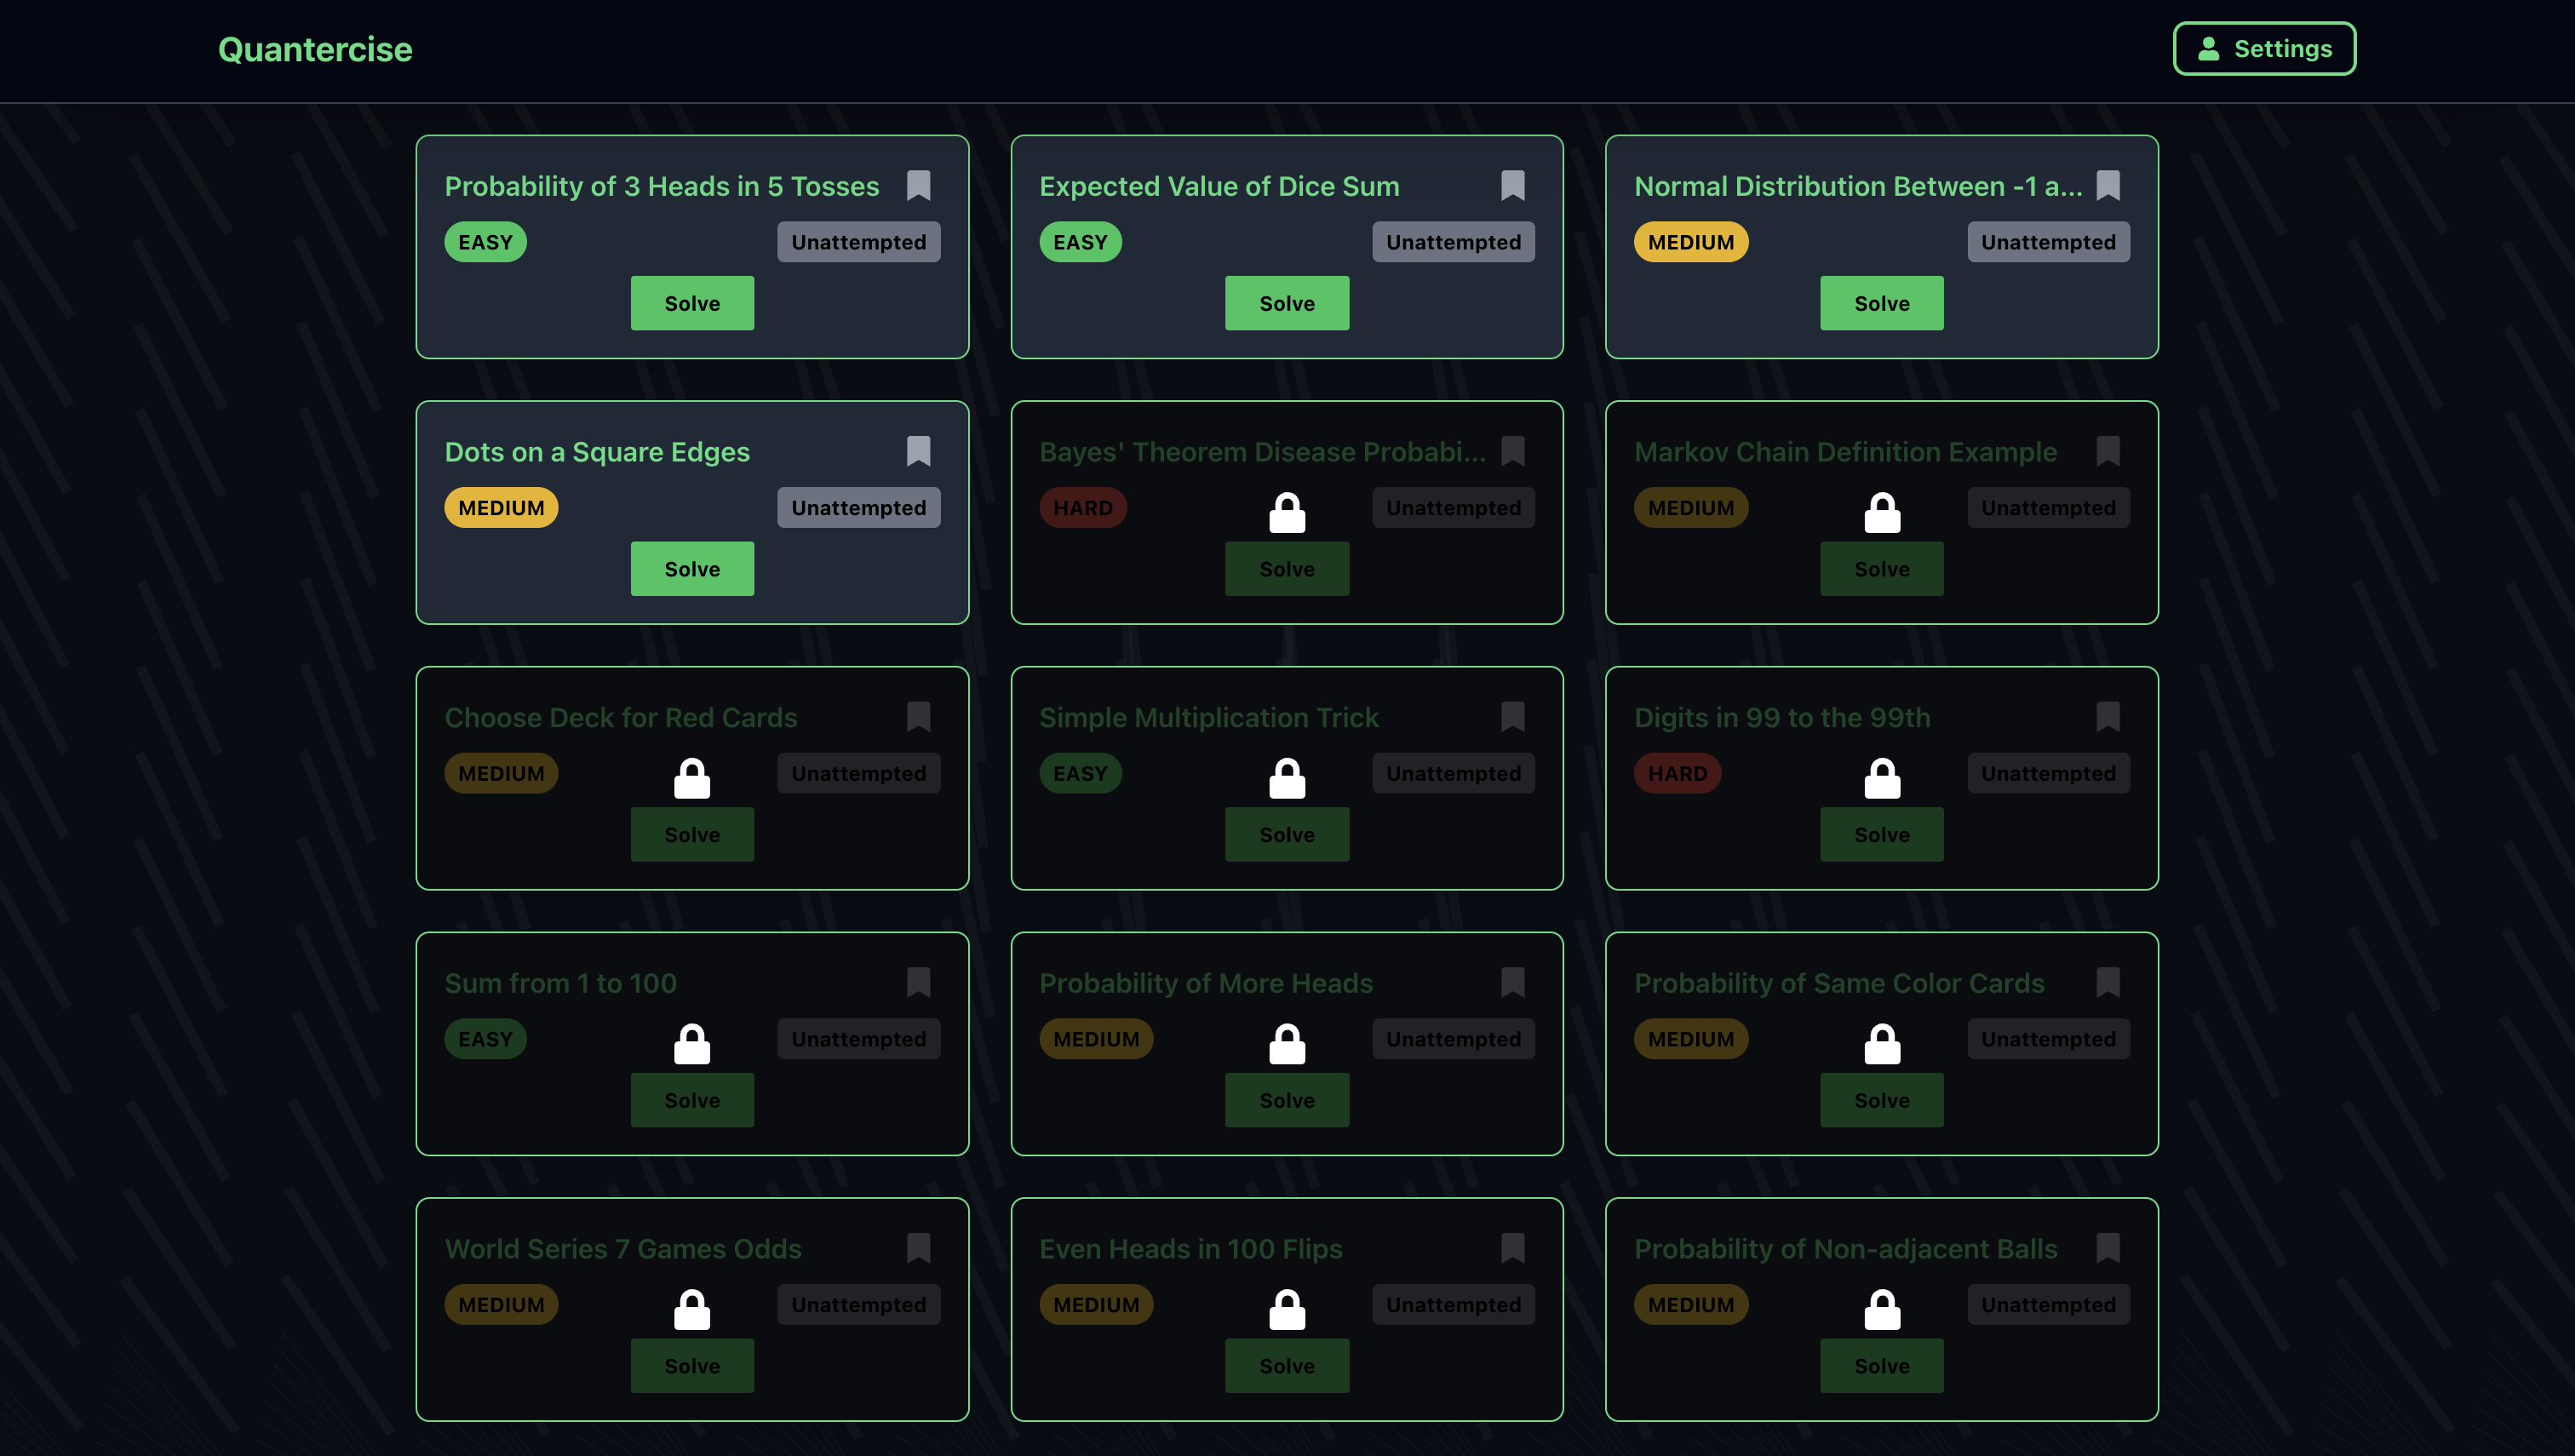 Quantercise
Settings
Probability of 3 Heads in 5 Tosses
EASY
Unattempted
Solve
Expected Value of Dice Sum
EASY
Unattempted
Solve
Normal Distribution Between -1 a...
MEDIUM
Unattempted
Solve
Dots on a Square Edges
MEDIUM
Unattempted
Solve
Bayes' Theorem Disease Probabi...
HARD
Unattempted
Solve
Markov Chain Definition Example
MEDIUM
Unattempted
Solve
Choose Deck for Red Cards
MEDIUM
Unattempted
Solve
Simple Multiplication Trick
EASY
Unattempted
Solve
Digits in 99 to the 99th
HARD
Unattempted
Solve
Sum from 1 to 100
EASY
Unattempted
Solve
Probability of More Heads
MEDIUM
Unattempted
Solve
Probability of Same Color Cards
MEDIUM
Unattempted
Solve
World Series 7 Games Odds
MEDIUM
Unattempted
Solve
Even Heads in 100 Flips
MEDIUM
Unattempted
Solve
Probability of Non-adjacent Balls
MEDIUM
Unattempted
Solve